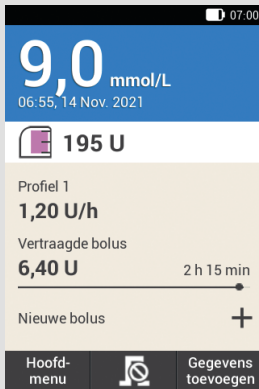 07:00
9,0 mmol/L
06:55, 14 Nov. 2021
195 U
Profiel 1
1,20 U/h
Vertraagde bolus
6,40 U 2 h 15 min
Nieuwe bolus +
Hoofd-
menu
Gegevens
toevoegen